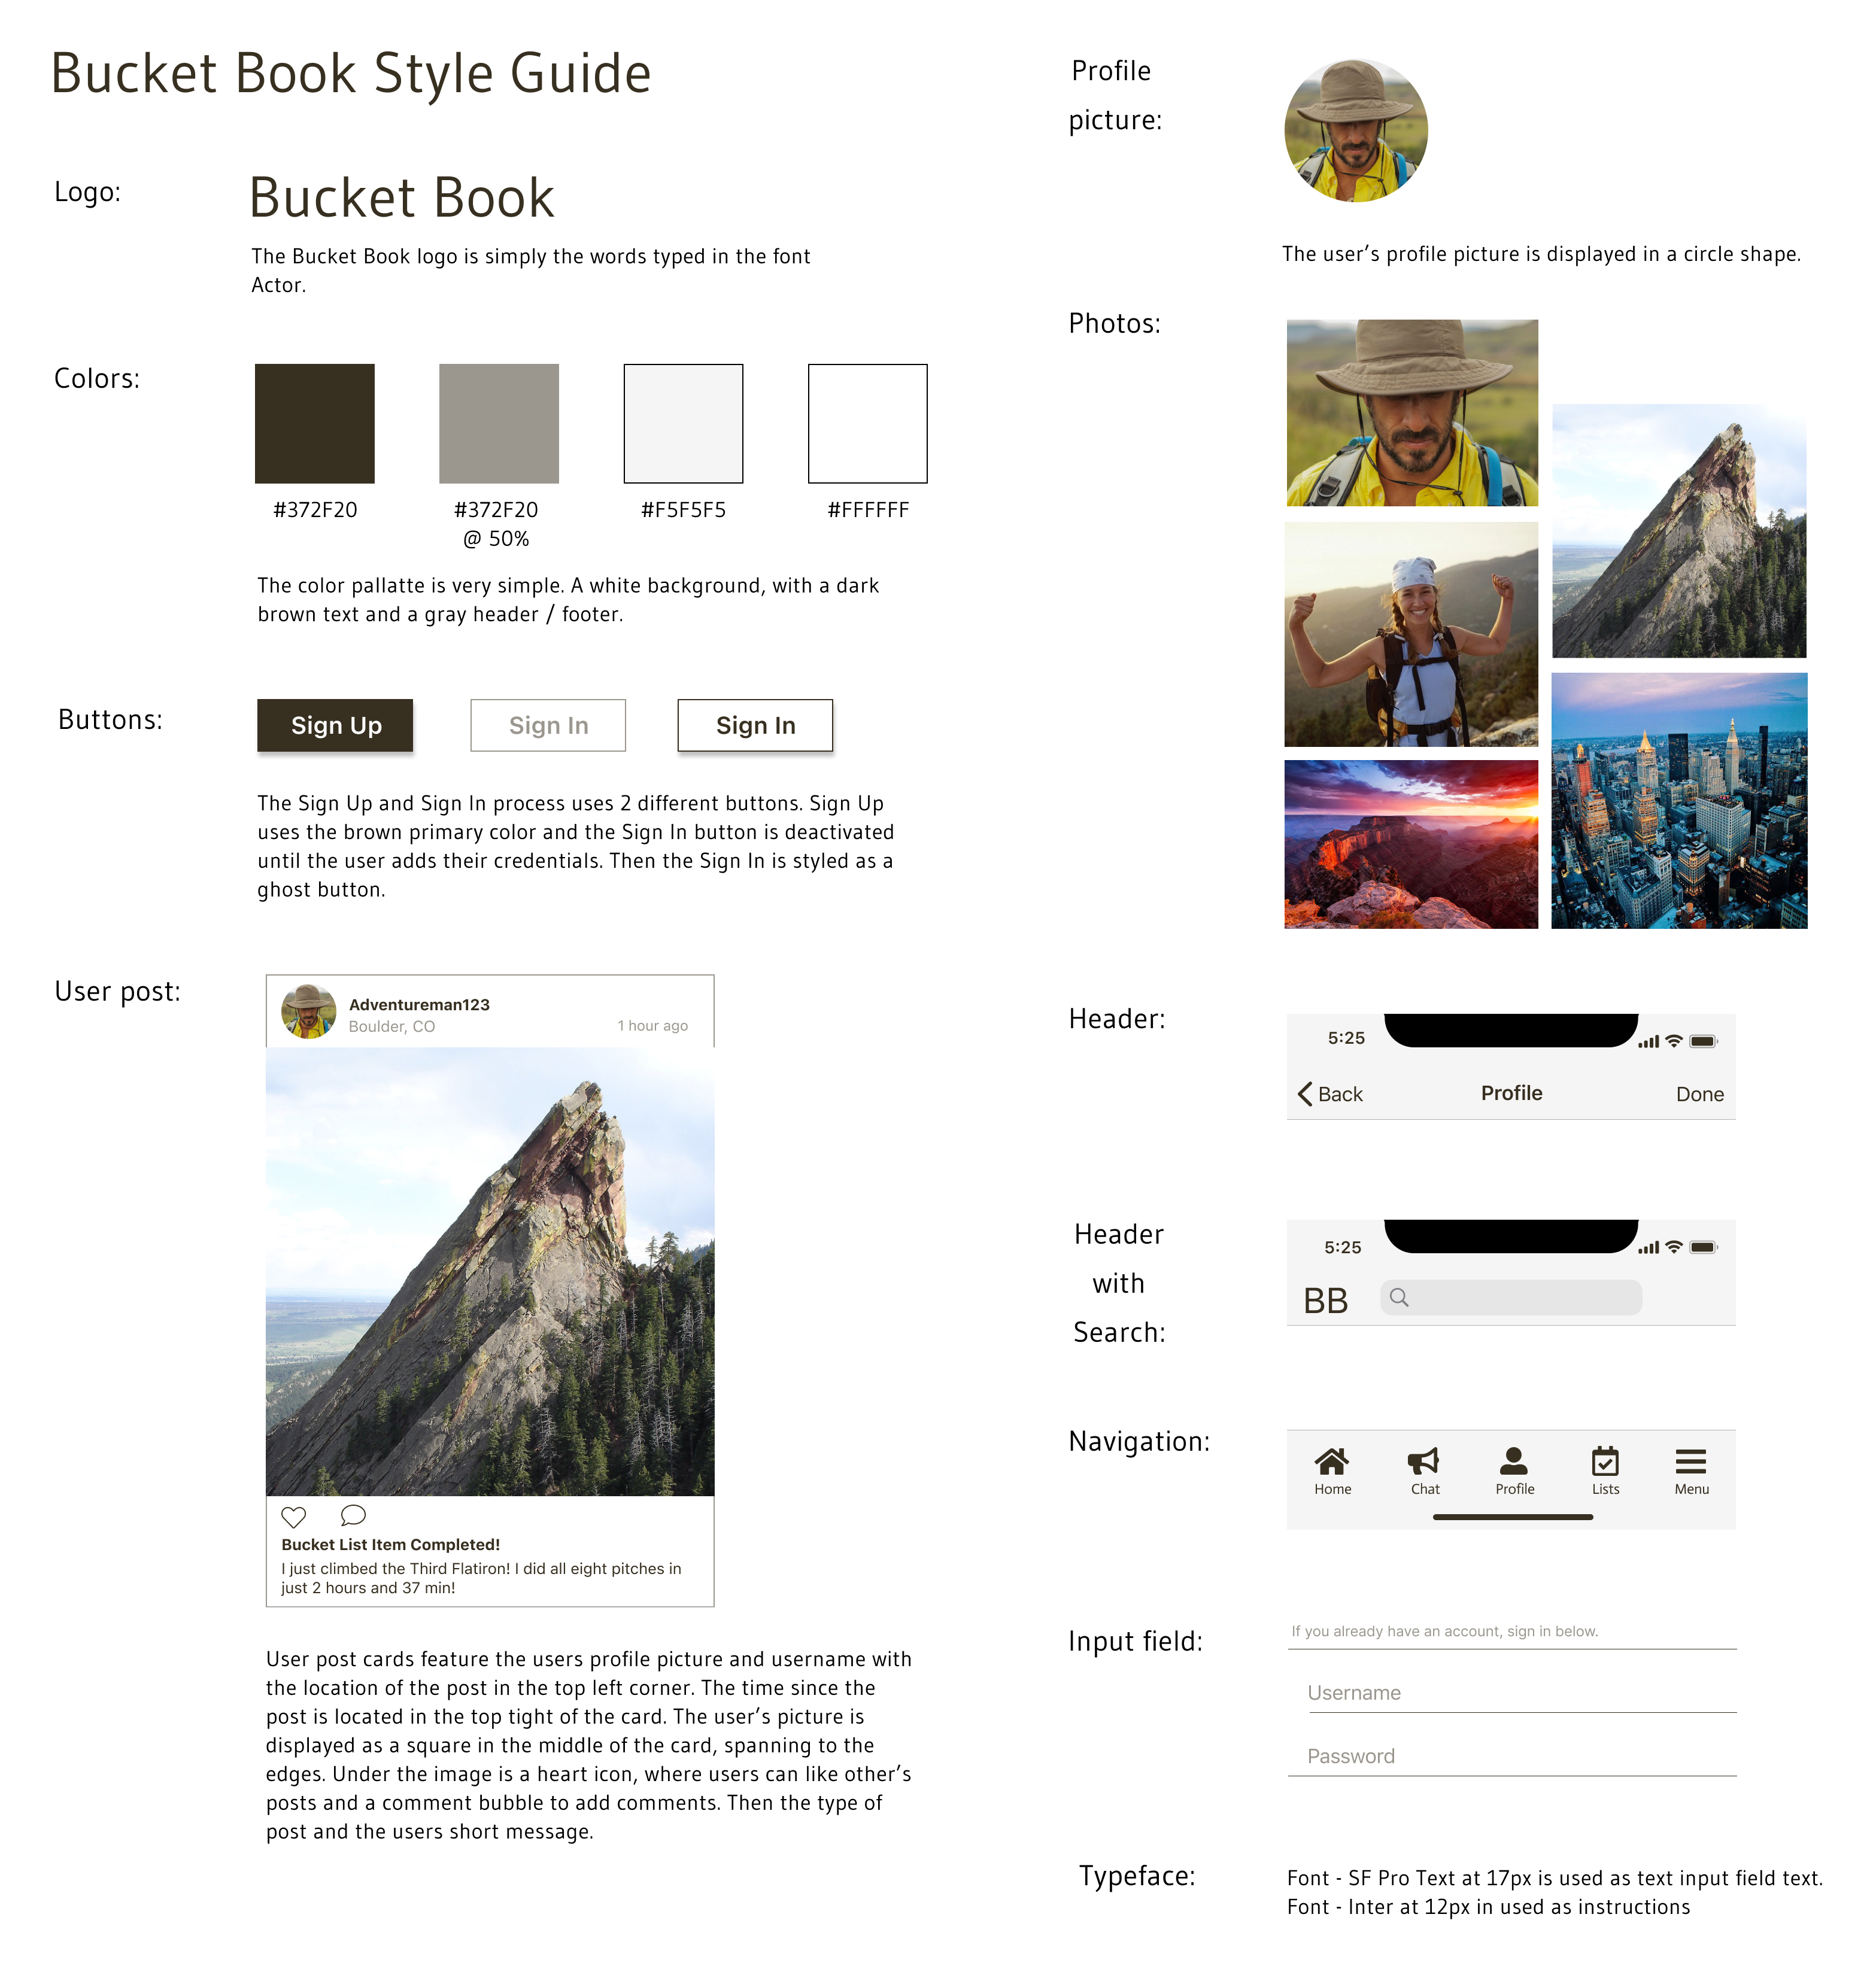 Bucket Book Style Guide
Logo:
Bucket Book
The Bucket Book logo is simply the words typed in the font
Actor.
Colors:
#372F20
#372F20
@ 50%
#F5F5F5
#FFFFFF
The color pallatte is very simple. A white background, with a dark
brown text and a gray header / footer.
Buttons:
Sign Up
Sign In
Sign In
The Sign Up and Sign In process uses 2 different buttons. Sign Up
uses the brown primary color and the Sign In button is deactivated
until the user adds their credentials. Then the Sign In is styled as a
ghost button.
User post:
Adventureman123
Boulder, CO
1 hour ago
Bucket List Item Completed!
I just climbed the Third Flatiron! I did all eight pitches in
just 2 hours and 37 min!
User post cards feature the users profile picture and username with
the location of the post in the top left corner. The time since the
post is located in the top tight of the card. The user’s picture is
displayed as a square in the middle of the card, spanning to the
edges. Under the image is a heart icon, where users can like other’s
posts and a comment bubble to add comments. Then the type of
post and the users short message.
Profile
picture:
The user’s profile picture is displayed in a circle shape.
Photos:
Header:
5:25
Back
Profile
Done
Header
with
Search:
5:25
BB
Navigation:
Home
Chat
Profile
Lists
Menu
Input field:
If you already have an account, sign in below.
Username
Password
Typeface:
Font - SF Pro Text at 17px is used as text input field text.
Font - Inter at 12px in used as instructions